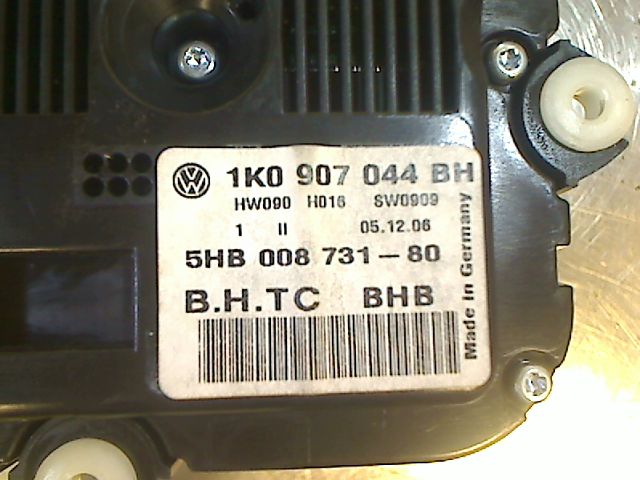 1K0 907 044 BH
HW090 H016 SW0909
1 II 05.12.06
5HB 008 731-80
B.H.TC BHB
Made in Germany